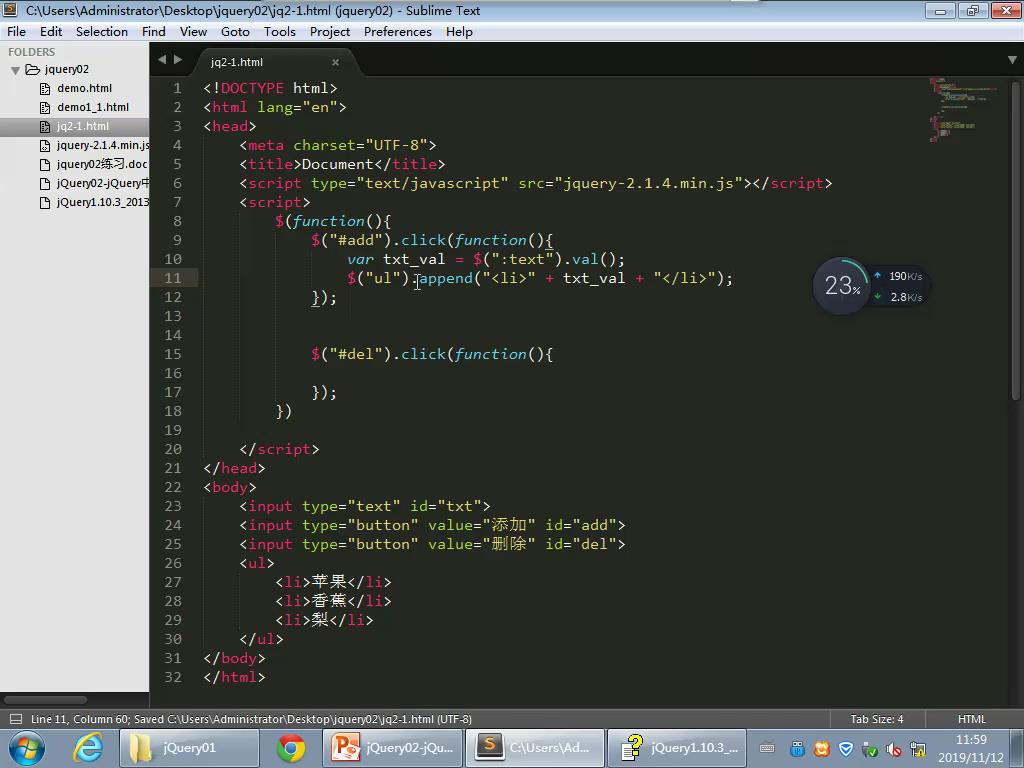 C:\Users\Administrator\Desktop\jquery02\jq2-1.html (jquery02) - Sublime Text
File Edit Selection Find View Goto Tools Project Preferences Help
FOLDERS
jquery02
demo.html
demo1_1.html
jq2-1.html
jquery-2.1.4.min.js
jquery02练习.doc
jQuery02-jQuery中
jQuery1.10.3_2013
jq2-1.html ×
1 <!DOCTYPE html>
2 <html lang="en">
3 <head>
4 <meta charset="UTF-8">
5 <title>Document</title>
6 <script type="text/javascript" src="jquery-2.1.4.min.js"></script>
7 <script>
8 $(function(){
9 $("#add").click(function(){
10 var txt_val = $(":text").val();
11 $("ul").append("<li>" + txt_val + "</li>");
12 });
13
14
15 $("#del").click(function(){
16
17 });
18 })
19
20 </script>
21 </head>
22 <body>
23 <input type="text" id="txt">
24 <input type="button" value="添加" id="add">
25 <input type="button" value="删除" id="del">
26 <ul>
27 <li>苹果</li>
28 <li>香蕉</li>
29 <li>梨</li>
30 </ul>
31 </body>
32 </html>
23%
190K/s
2.8K/s
Line 11, Column 60; Saved C:\Users\Administrator\Desktop\jquery02\jq2-1.html (UTF-8)
Tab Size: 4
HTML
jQuery01
jQuery02-jQu...
C:\Users\Ad...
jQuery1.10.3_...
11:59
2019/11/12